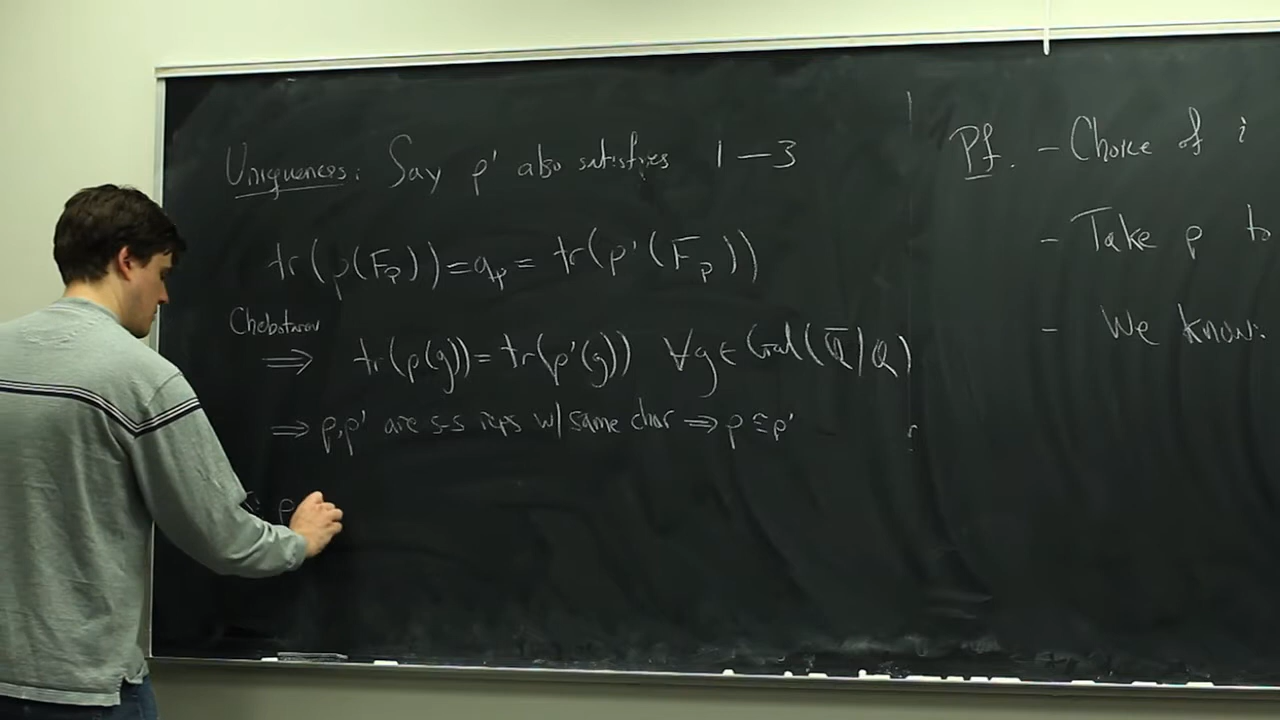 Uniqueness: Say ρ' also satisfies 1 — 3
tr(ρ(F_p)) = a_p = tr(ρ'(F_p))
Chebotarev
⟹ tr(ρ(g)) = tr(ρ'(g)) ∀g ∈ Gal(Q̄/Q)
⟹ ρ,ρ' are s-s reps w/ same char ⟹ ρ ≅ ρ'
ρ
Pf. - Choice of i
- Take ρ to
- We know: